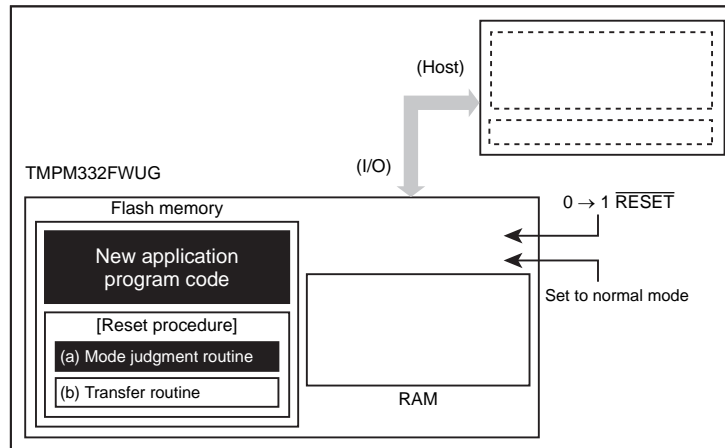 (Host)
(I/O)
TMPM332FWUG
Flash memory
0 → 1 RESET
New application
program code
Set to normal mode
[Reset procedure]
(a) Mode judgment routine
(b) Transfer routine
RAM